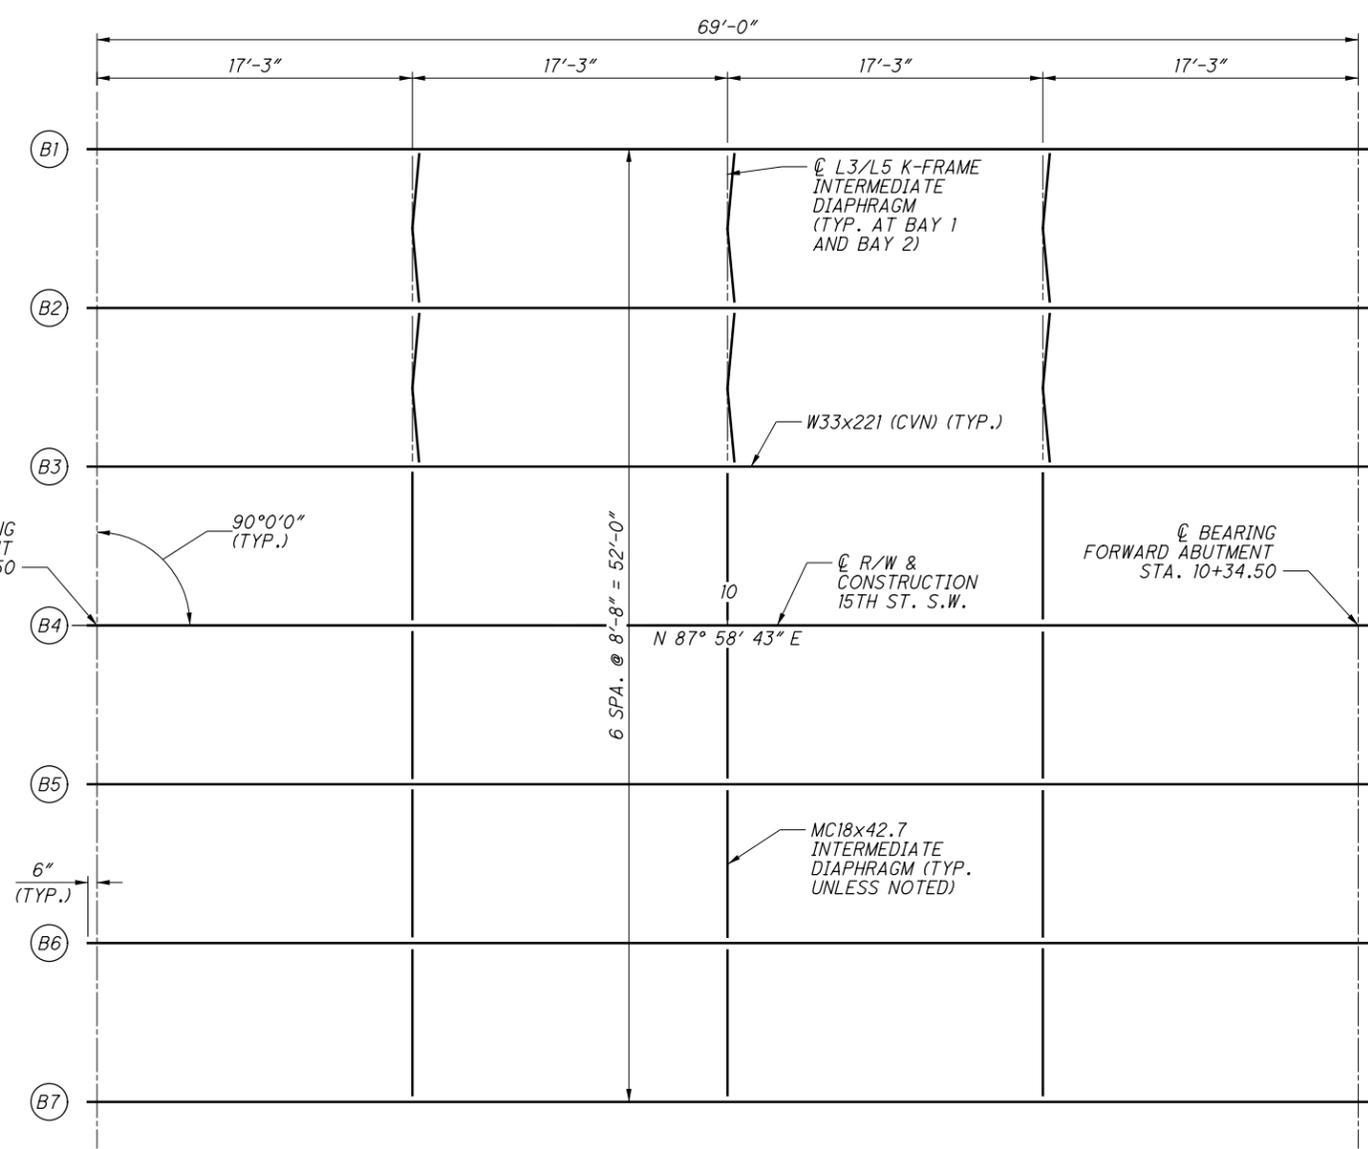 69'-0"
17'-3"
17'-3"
17'-3"
17'-3"
B1
℄ L3/L5 K-FRAME
INTERMEDIATE
DIAPHRAGM
(TYP. AT BAY 1
AND BAY 2)
B2
W33x221 (CVN) (TYP.)
B3
90°0'0"
(TYP.)
6 SPA. @ 8'-8" = 52'-0"
℄ R/W &
CONSTRUCTION
15TH ST. S.W.
10
N 87° 58' 43" E
℄ BEARING
FORWARD ABUTMENT
STA. 10+34.50
B4
B5
MC18x42.7
INTERMEDIATE
DIAPHRAGM (TYP.
UNLESS NOTED)
6"
(TYP.)
B6
B7